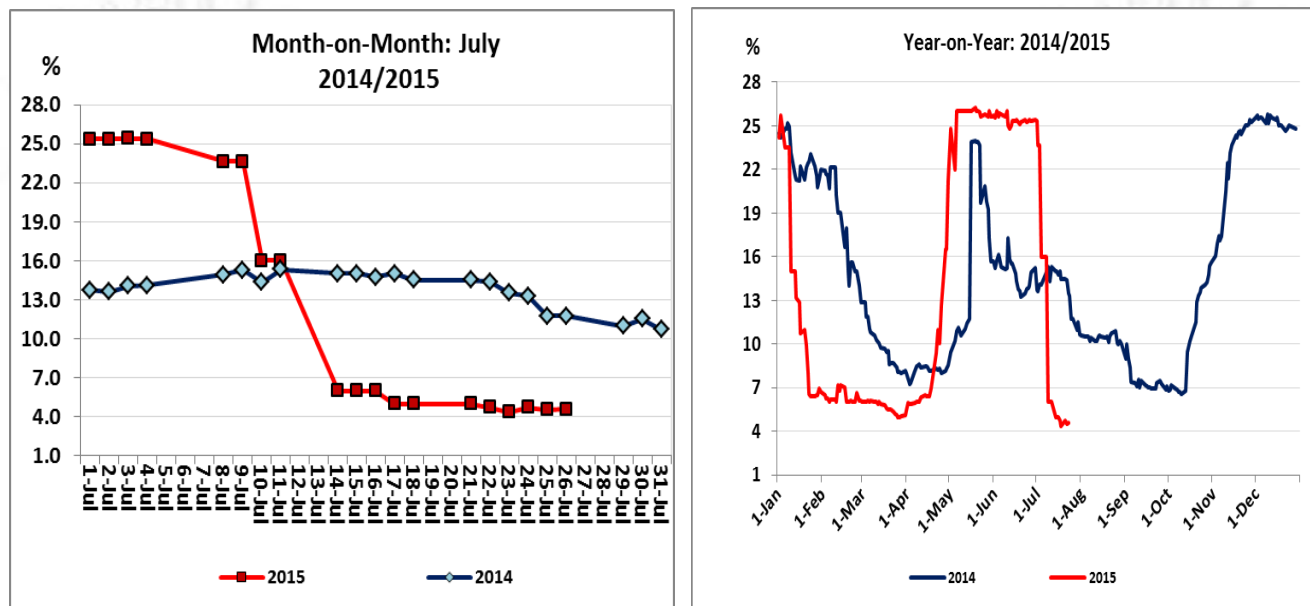 Month-on-Month: July
2014/2015
%
28.0
25.0
22.0
19.0
16.0
13.0
10.0
7.0
4.0
1.0
1-Jul
2-Jul
3-Jul
4-Jul
5-Jul
6-Jul
7-Jul
8-Jul
9-Jul
10-Jul
11-Jul
12-Jul
13-Jul
14-Jul
15-Jul
16-Jul
17-Jul
18-Jul
19-Jul
20-Jul
21-Jul
22-Jul
23-Jul
24-Jul
25-Jul
26-Jul
27-Jul
28-Jul
29-Jul
30-Jul
31-Jul
2015
2014
Year-on-Year: 2014/2015
%
28
25
22
19
16
13
10
7
4
1
1-Jan
1-Feb
1-Mar
1-Apr
1-May
1-Jun
1-Jul
1-Aug
1-Sep
1-Oct
1-Nov
1-Dec
2014
2015